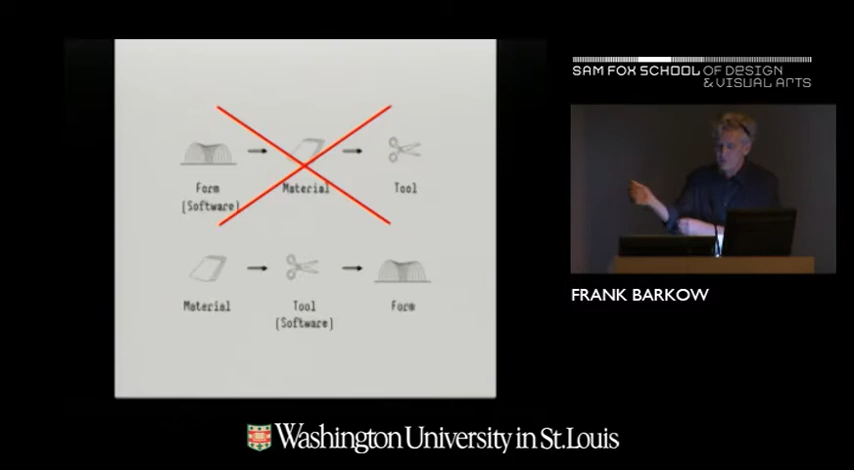 SAM FOX SCHOOL OF DESIGN
& VISUAL ARTS
Form
(Software)
Material
Tool
Material
Tool
(Software)
Form
FRANK BARKOW
Washington University in St. Louis